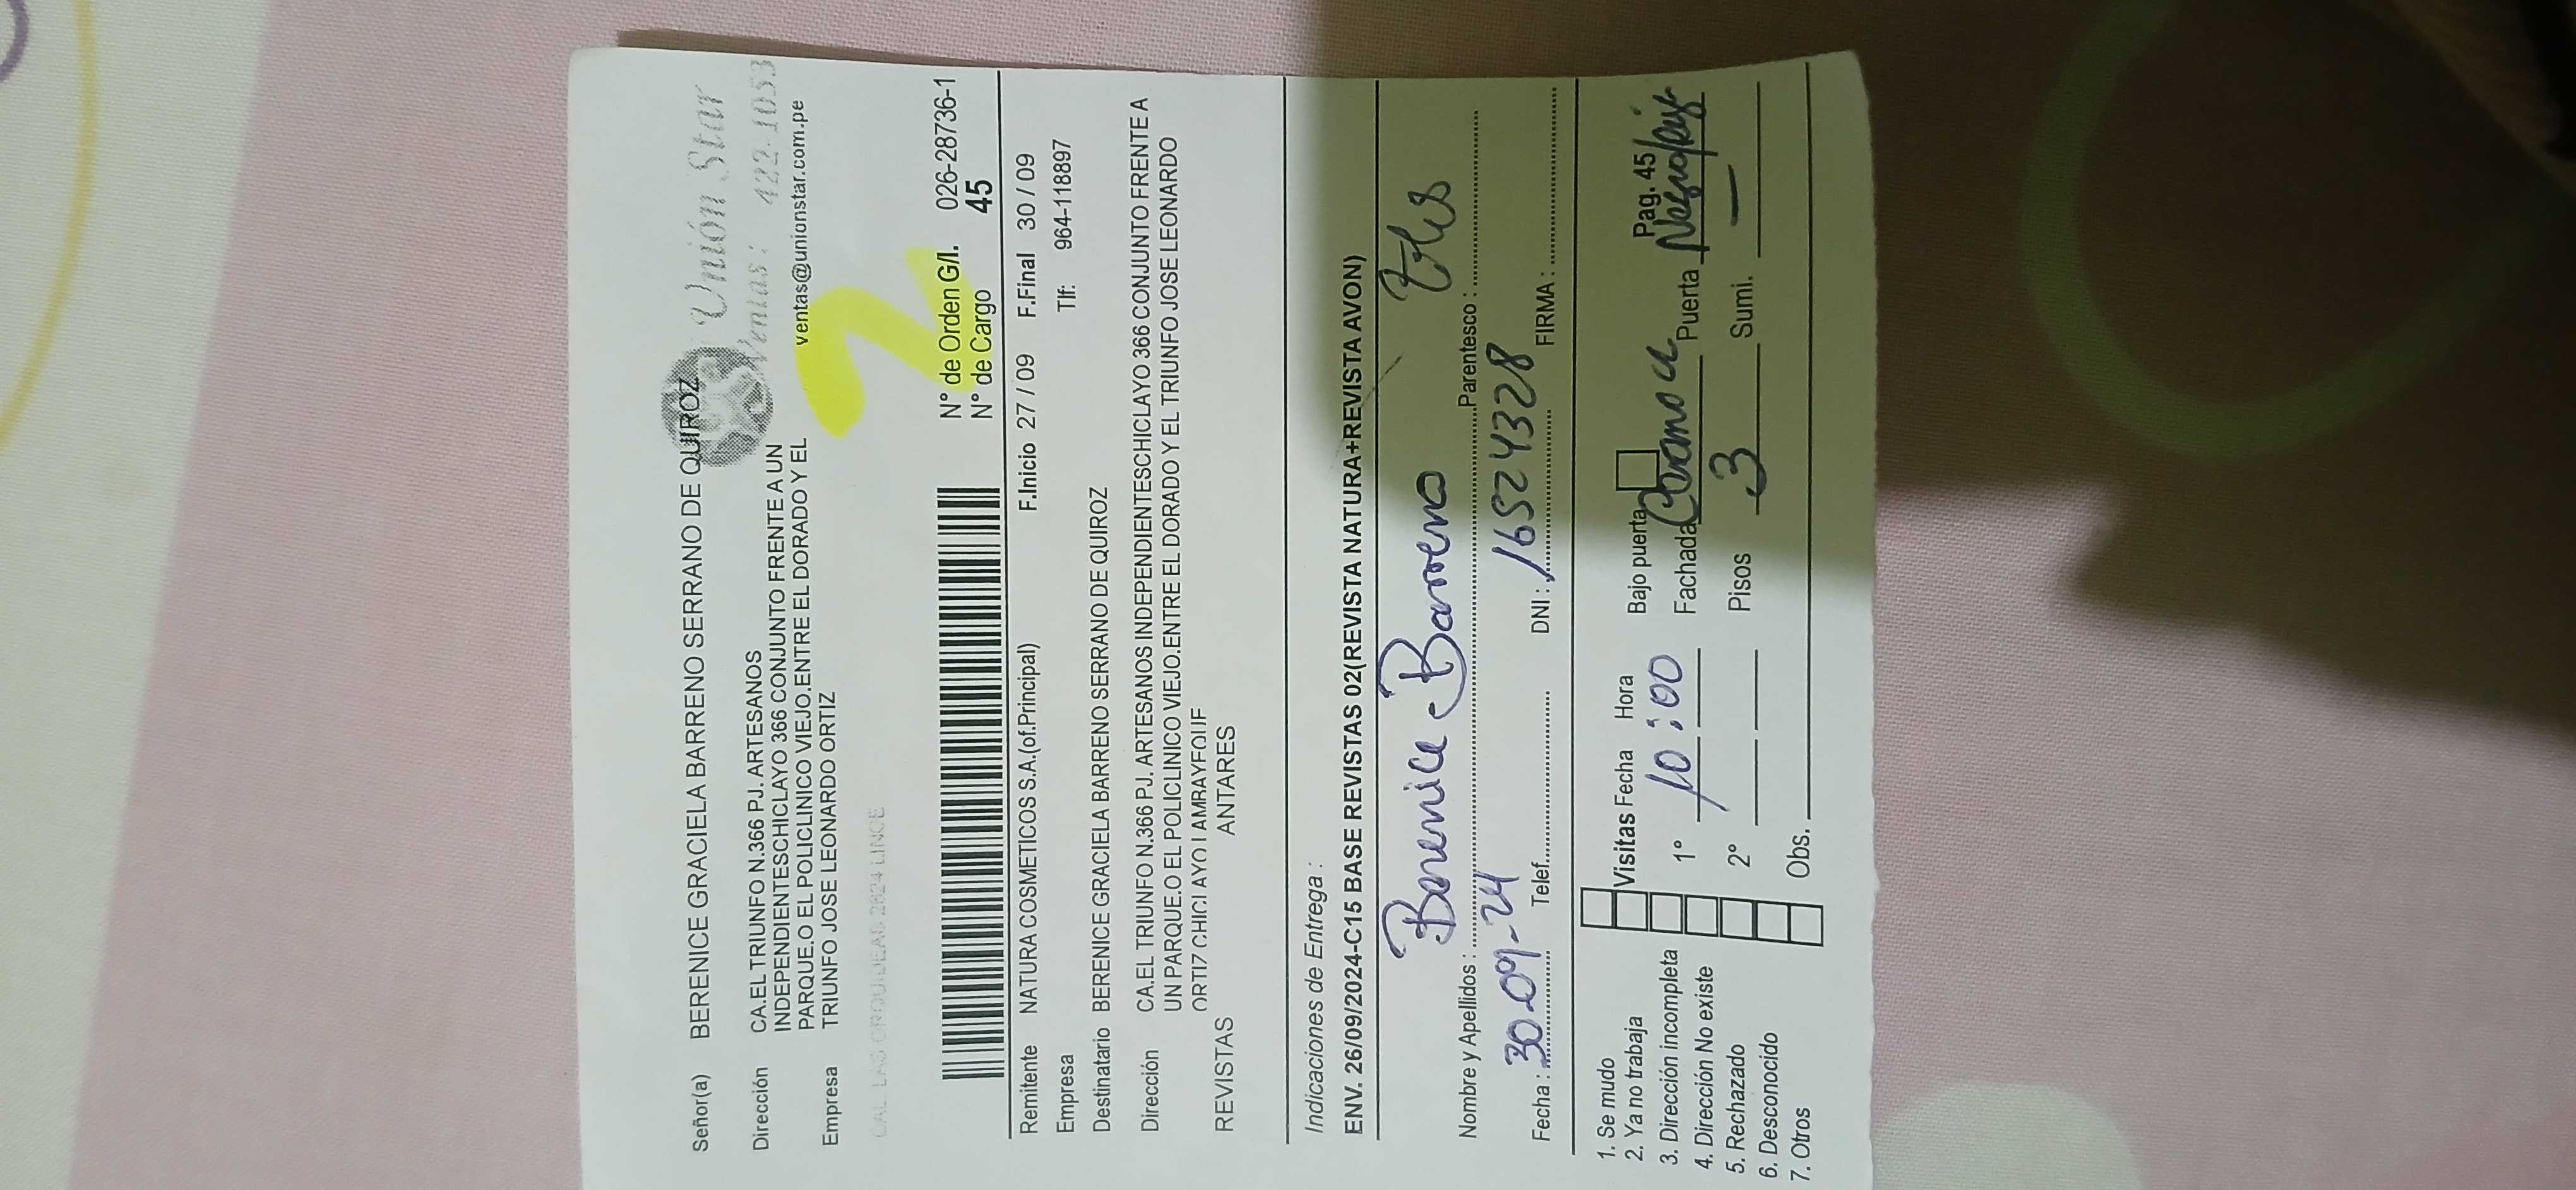 Señor(a) BERENICE GRACIELA BARRENO SERRANO DE QUIROZ
Unión Star
Ventas: 422-1053
ventas@unionstar.com.pe
Dirección CA.EL TRIUNFO N.366 PJ. ARTESANOS
INDEPENDIENTESCHICLAYO 366 CONJUNTO FRENTE A UN
PARQUE.O EL POLICLINICO VIEJO.ENTRE EL DORADO Y EL
Empresa TRIUNFO JOSE LEONARDO ORTIZ
2624 LINCE
N° de Orden G/l. 026-28736-1
N° de Cargo 45
Remitente NATURA COSMETICOS S.A.(of.Principal) F.Inicio 27 / 09 F.Final 30 / 09
Empresa Tlf: 964-118897
Destinatario BERENICE GRACIELA BARRENO SERRANO DE QUIROZ
Dirección CA.EL TRIUNFO N.366 PJ. ARTESANOS INDEPENDIENTESCHICLAYO 366 CONJUNTO FRENTE A
UN PARQUE.O EL POLICLINICO VIEJO.ENTRE EL DORADO Y EL TRIUNFO JOSE LEONARDO
REVISTAS ANTARES
Indicaciones de Entrega :
ENV. 26/09/2024-C15 BASE REVISTAS 02(REVISTA NATURA+REVISTA AVON)
Nombre y Apellidos : Berenice Barreno Parentesco :
Fecha : 30-09-24 Telef. DNI : 16524328 FIRMA :
1. Se mudo
2. Ya no trabaja
3. Dirección incompleta
4. Dirección No existe
5. Rechazado
6. Desconocido
7. Otros
Visitas Fecha Hora Bajo puerta Pag. 45
1° 10:00 Fachada Puerta
2° Pisos 3 Sumi. —
Obs.